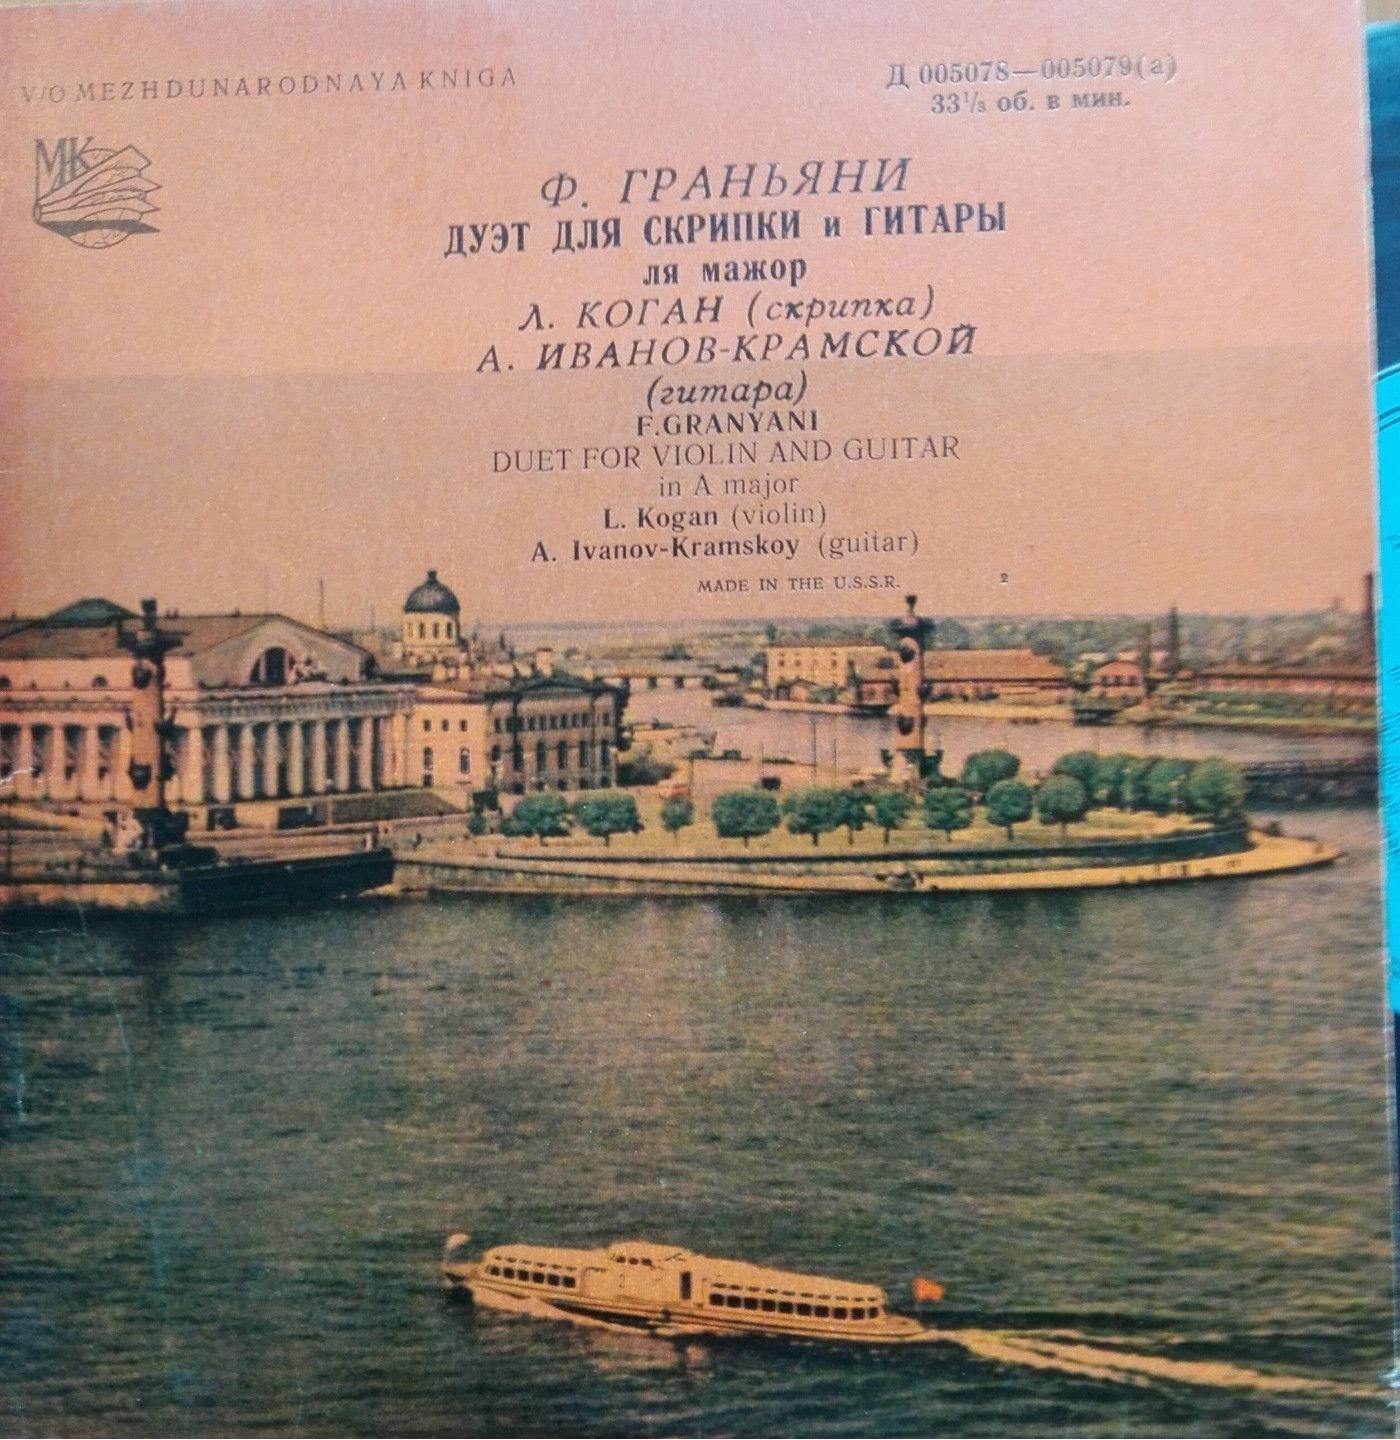 V/O MEZHDUNARODNAYA KNIGA
Д 005078—005079(а)
33⅓ об. в мин.
МК
Ф. ГРАНЬЯНИ
ДУЭТ ДЛЯ СКРИПКИ и ГИТАРЫ
ля мажор
Л. КОГАН (скрипка)
А. ИВАНОВ-КРАМСКОЙ
(гитара)
F.GRANYANI
DUET FOR VIOLIN AND GUITAR
in A major
L. Kogan (violin)
A. Ivanov-Kramskoy (guitar)
MADE IN THE U.S.S.R.
2
2